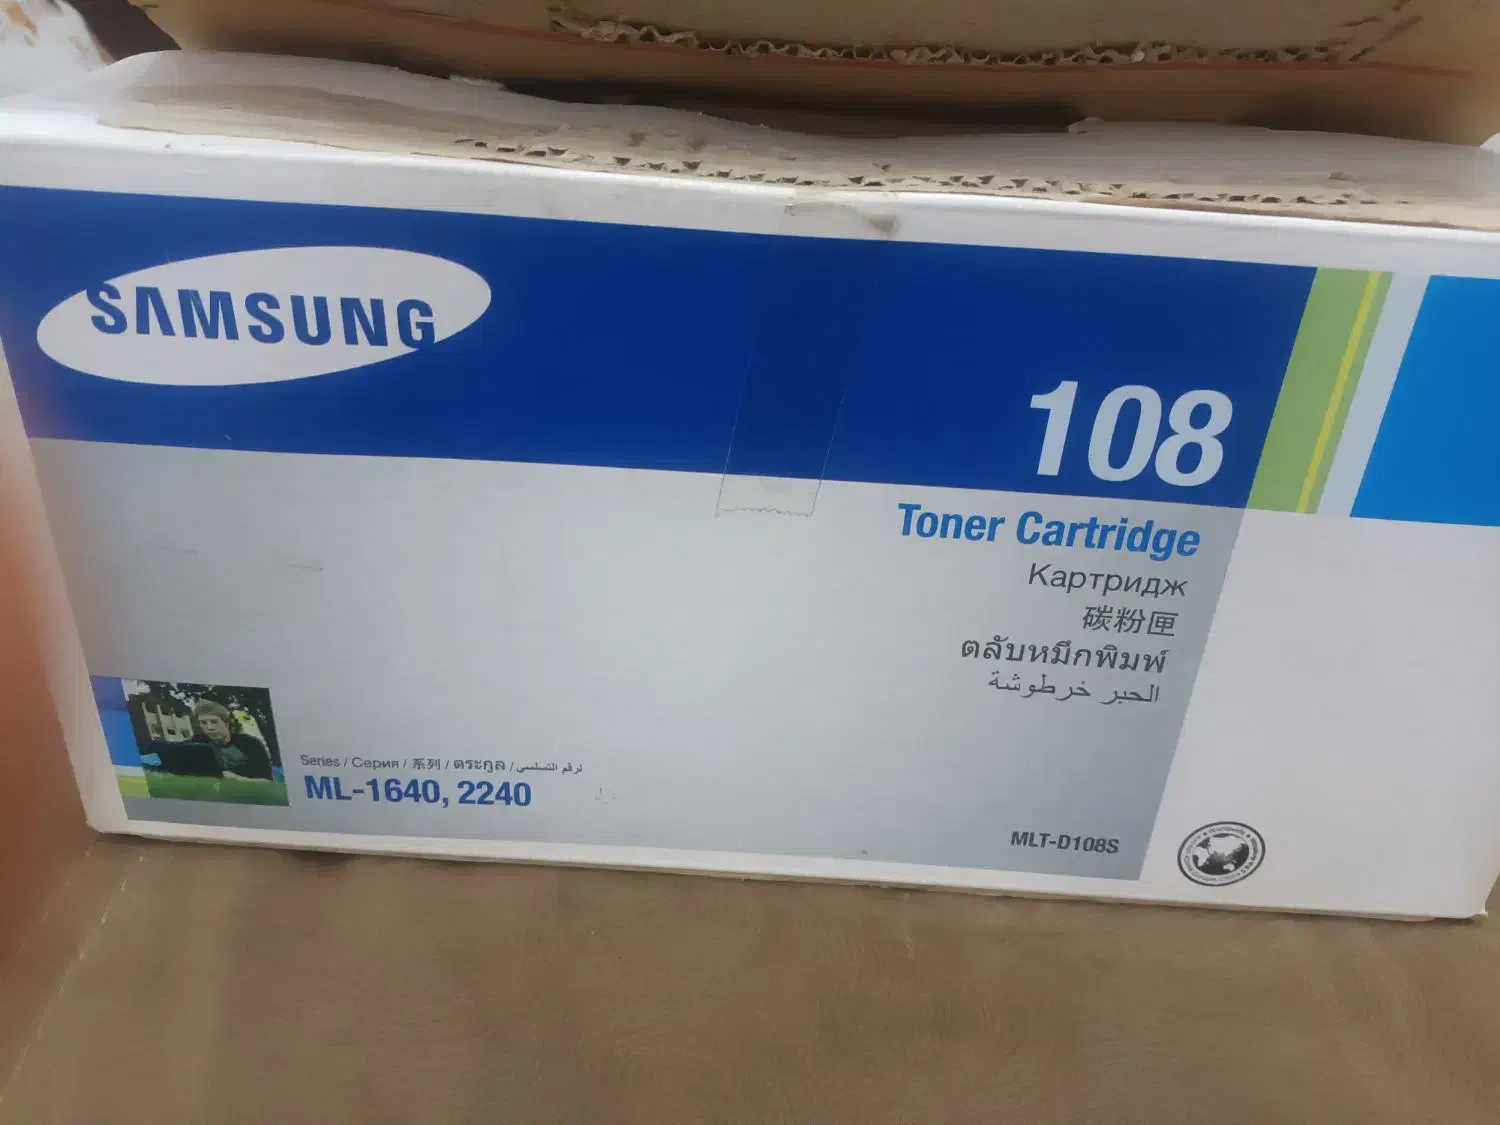 SAMSUNG
108
Toner Cartridge
Картридж
碳粉匣
ตลับหมึกพิมพ์
الحبر خرطوشة
Series / Серия / 系列 / ตระกูล /
ML-1640, 2240
MLT-D108S